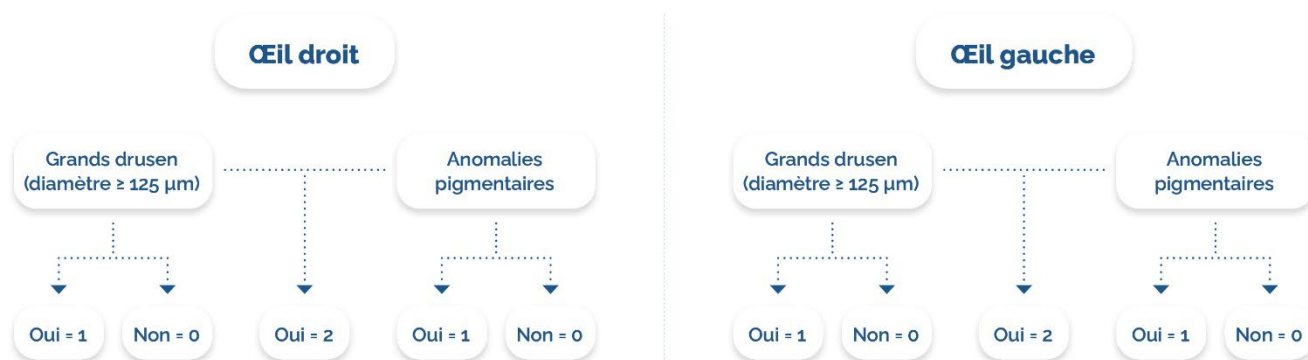 Œil droit
Œil gauche
Grands drusen
(diamètre ≥ 125 µm)
Anomalies
pigmentaires
Grands drusen
(diamètre ≥ 125 µm)
Anomalies
pigmentaires
Oui = 1
Non = 0
Oui = 2
Oui = 1
Non = 0
Oui = 1
Non = 0
Oui = 2
Oui = 1
Non = 0